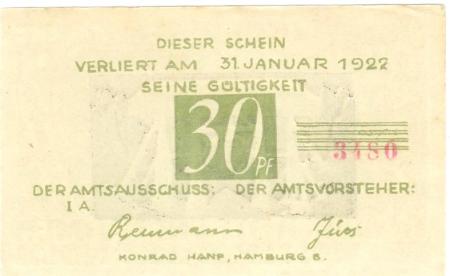 DIESER SCHEIN
VERLIERT AM 31. JANUAR 1922
SEINE GÜLTIGKEIT
30 PF
3480
DER AMTSAUSSCHUSS: DER AMTSVORSTEHER:
I A.
KONRAD HANF, HAMBURG 8.